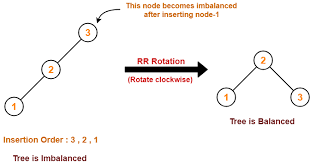 This node becomes imbalanced
after inserting node-1
3
2
1
RR Rotation
(Rotate clockwise)
2
1
3
Tree is Balanced
Insertion Order : 3 , 2 , 1
Tree is Imbalanced